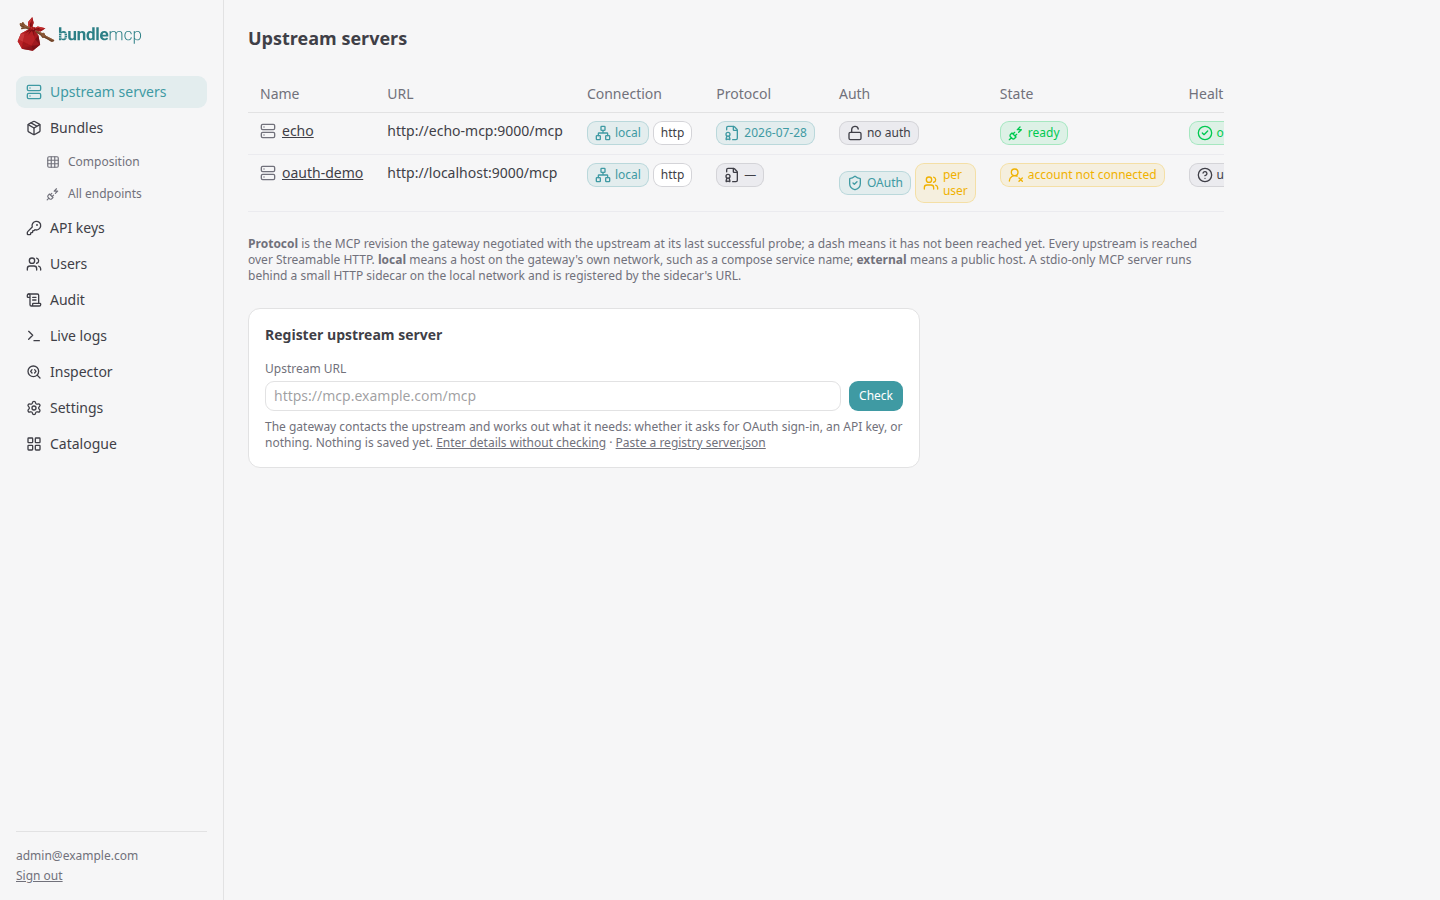 bundlemcp
Upstream servers
Bundles
Composition
All endpoints
API keys
Users
Audit
Live logs
Inspector
Settings
Catalogue
admin@example.com
Sign out
Upstream servers
Name URL Connection Protocol Auth State Healt
echo http://echo-mcp:9000/mcp local http 2026-07-28 no auth ready o
oauth-demo http://localhost:9000/mcp local http — OAuth per user account not connected u
Protocol is the MCP revision the gateway negotiated with the upstream at its last successful probe; a dash means it has not been reached yet. Every upstream is reached
over Streamable HTTP. local means a host on the gateway's own network, such as a compose service name; external means a public host. A stdio-only MCP server runs
behind a small HTTP sidecar on the local network and is registered by the sidecar's URL.
Register upstream server
Upstream URL
https://mcp.example.com/mcp Check
The gateway contacts the upstream and works out what it needs: whether it asks for OAuth sign-in, an API key, or
nothing. Nothing is saved yet. Enter details without checking · Paste a registry server.json